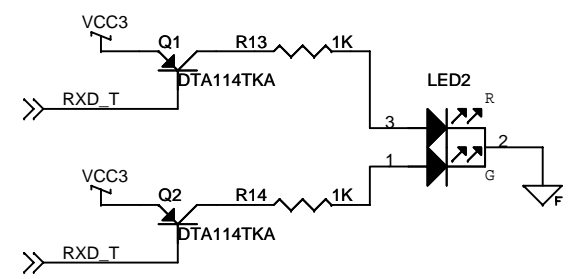 VCC3
Q1
R13
1K
DTA114TKA
RXD_T
LED2
R
3
2
1
G
F
VCC3
Q2
R14
1K
DTA114TKA
RXD_T